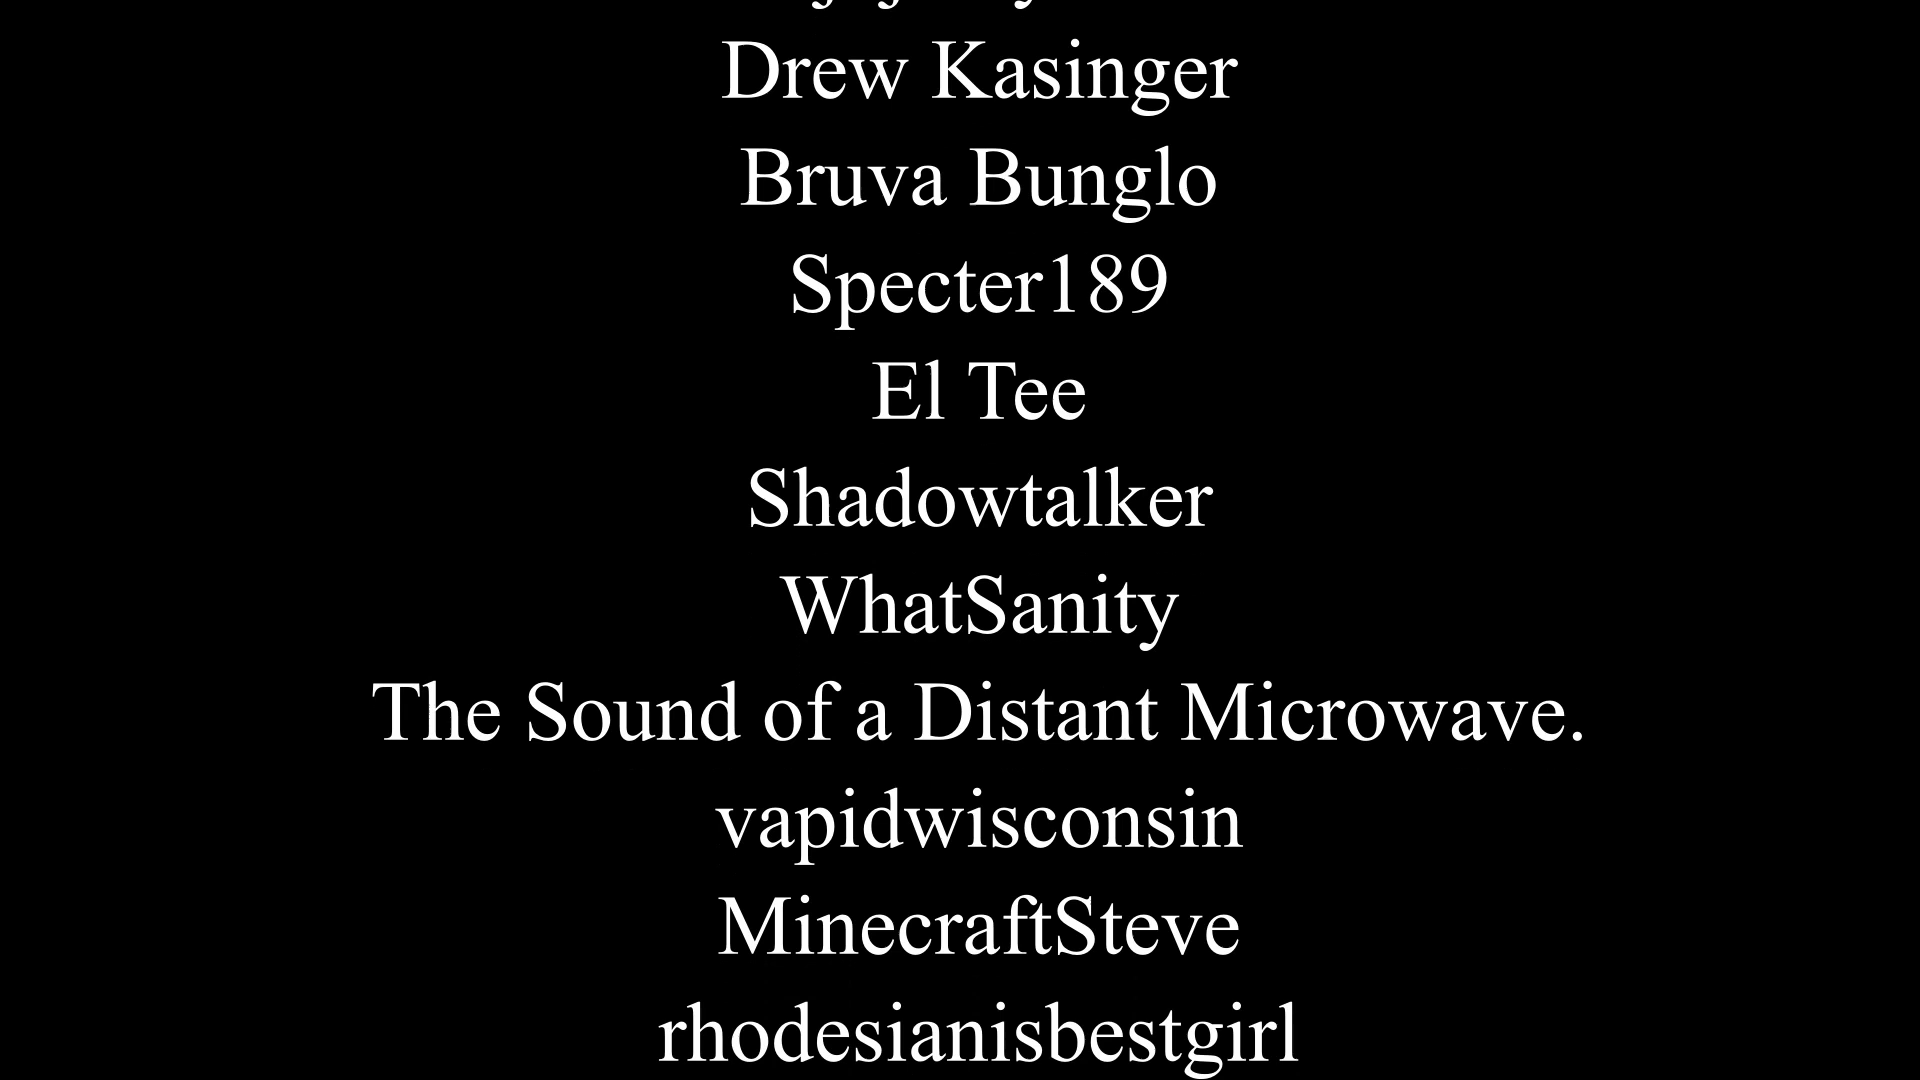 Drew Kasinger
Bruva Bunglo
Specter189
El Tee
Shadowtalker
WhatSanity
The Sound of a Distant Microwave.
vapidwisconsin
MinecraftSteve
rhodesianisbestgirl